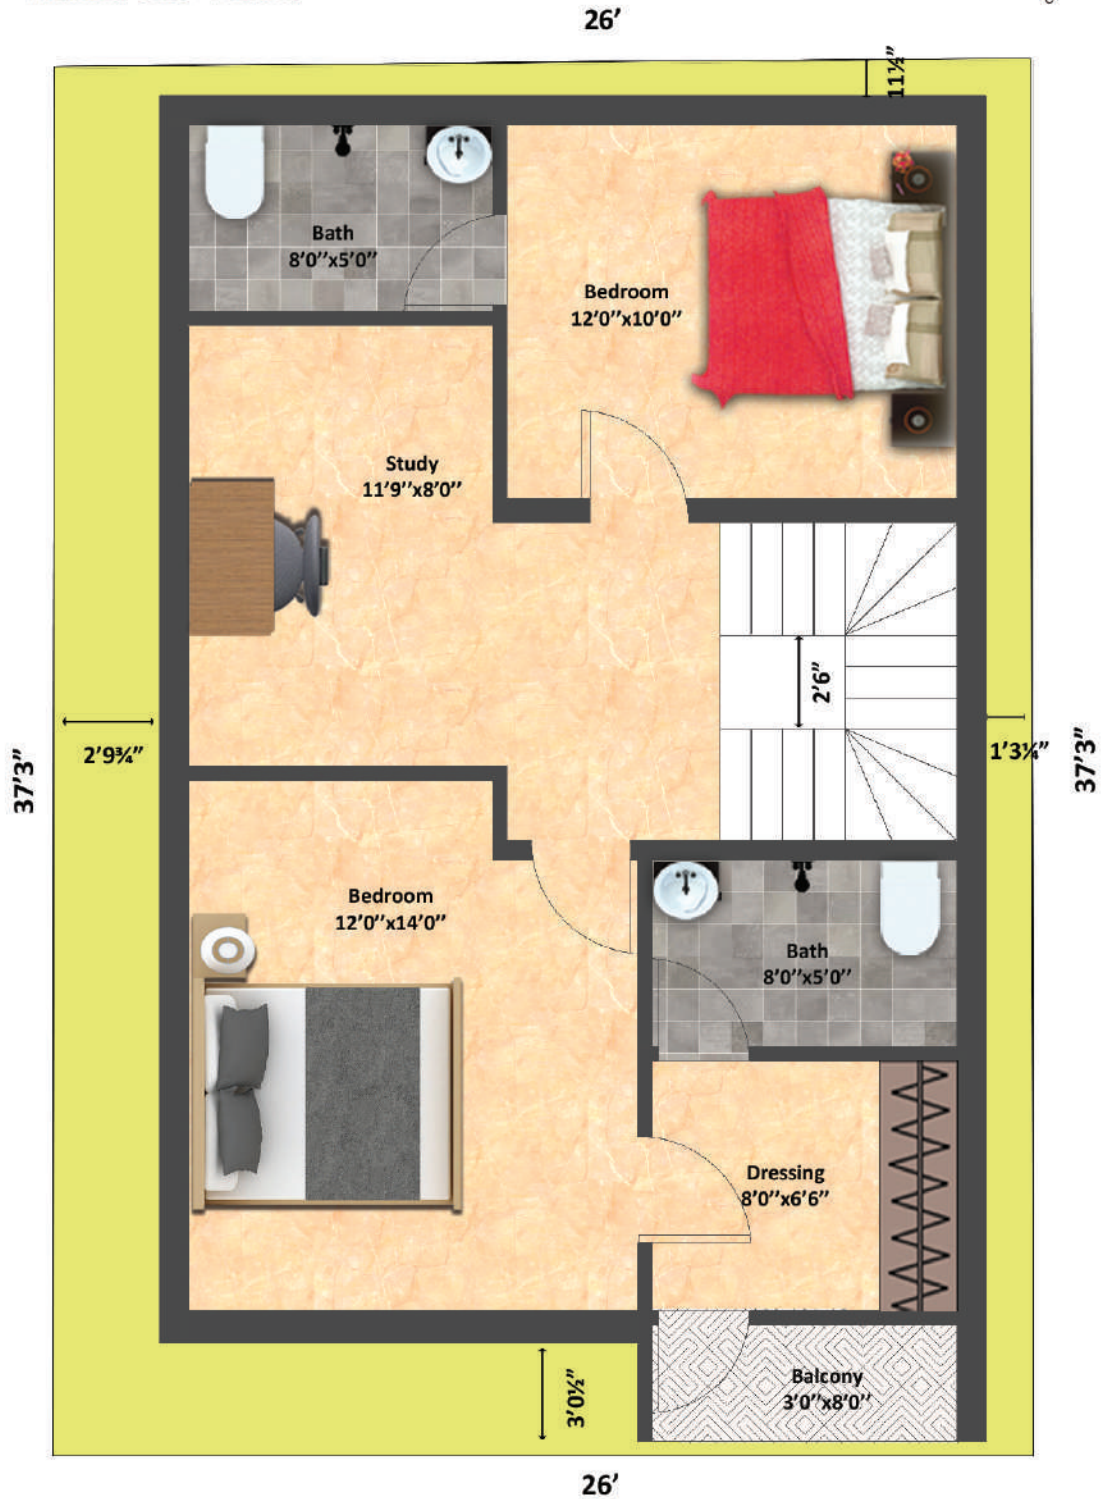 26’
11½”
Bath
8’0’’x5’0’’
Bedroom
12’0’’x10’0’’
Study
11’9’’x8’0’’
2’6”
2’9¾”
1’3¼”
37’3”
37’3”
Bedroom
12’0’’x14’0’’
Bath
8’0’’x5’0’’
Dressing
8’0’’x6’6’’
Balcony
3’0’’x8’0’’
3’0½”
26’